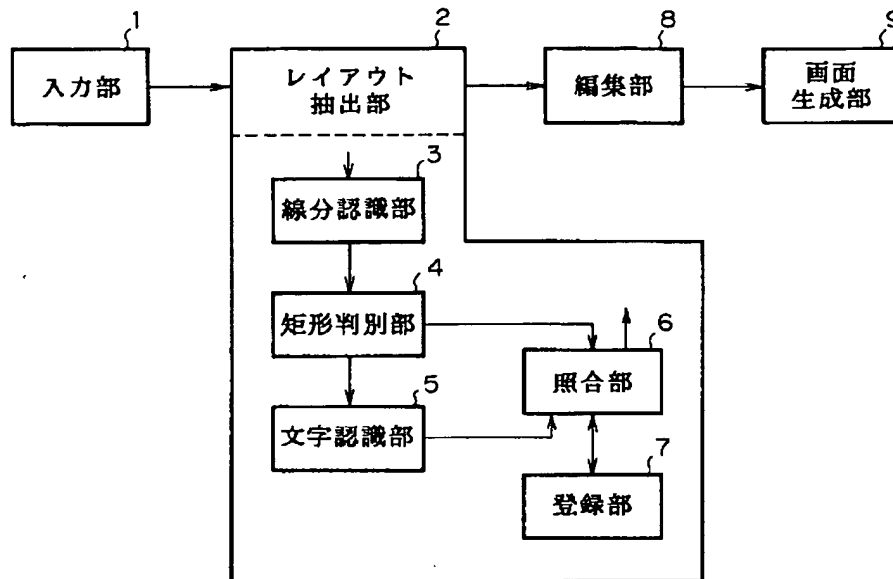 1
入力部
2
レイアウト
抽出部
8
編集部
9
画面
生成部
3
線分認識部
4
矩形判別部
6
照合部
5
文字認識部
7
登録部